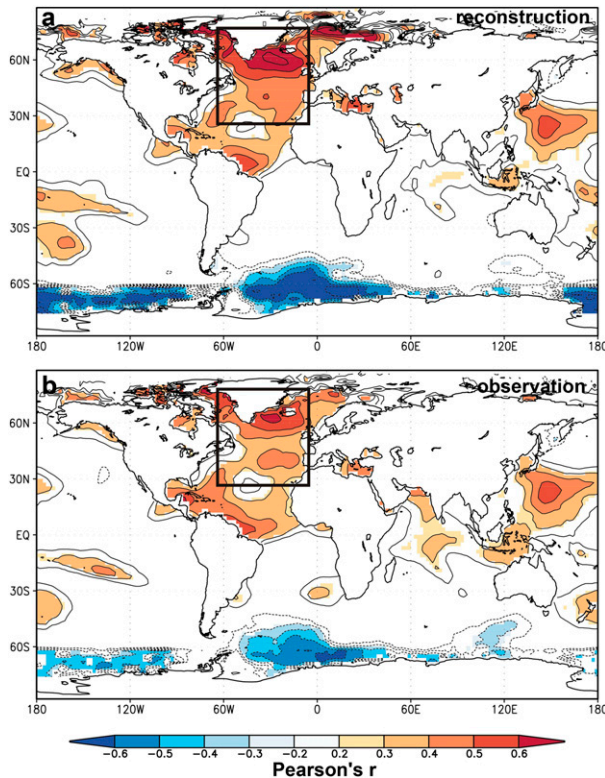 a
reconstruction
60N
30N
EQ
30S
60S
180 120W 60W 0 60E 120E 180
b
observation
60N
30N
EQ
30S
60S
180 120W 60W 0 60E 120E 180
-0.6 -0.5 -0.4 -0.3 -0.2 0.2 0.3 0.4 0.5 0.6
Pearson's r